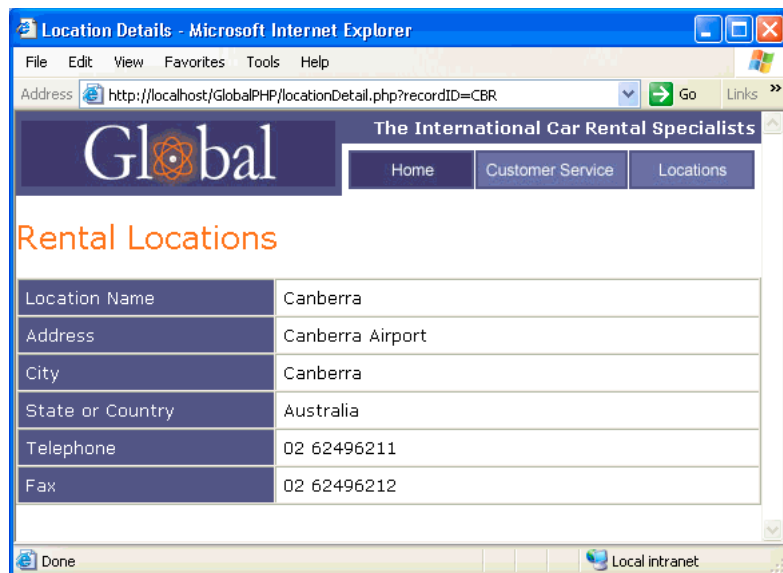 Location Details - Microsoft Internet Explorer
File Edit View Favorites Tools Help
Address http://localhost/GlobalPHP/locationDetail.php?recordID=CBR Go Links »
Global
The International Car Rental Specialists
Home Customer Service Locations
Rental Locations
Location Name Canberra
Address Canberra Airport
City Canberra
State or Country Australia
Telephone 02 62496211
Fax 02 62496212
Done Local intranet